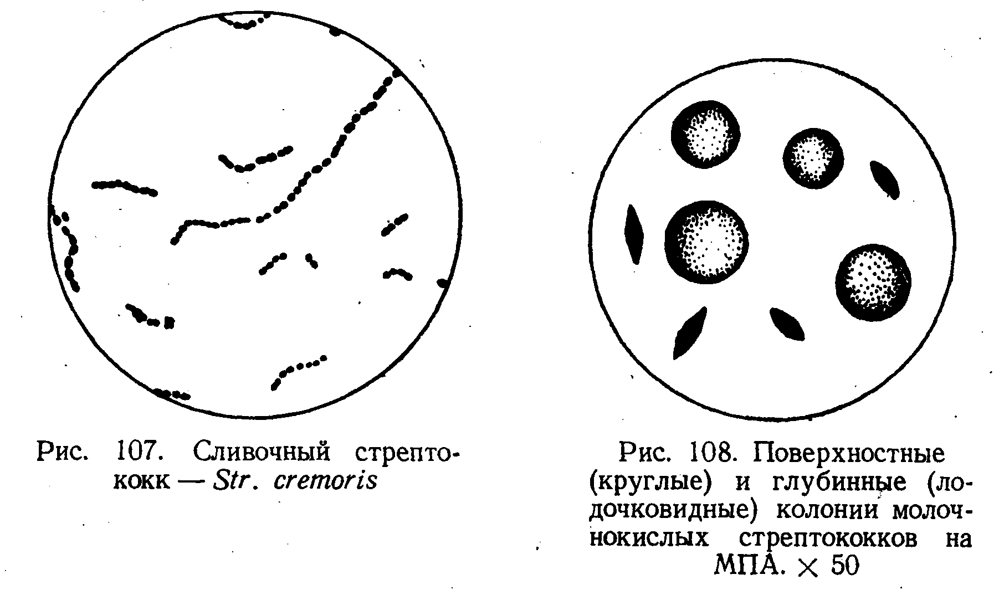 Рис. 107. Сливочный стрепто-
кокк — Str. cremoris
Рис. 108. Поверхностные
(круглые) и глубинные (ло-
дочковидные) колонии молоч-
нокислых стрептококков на
МПА. × 50